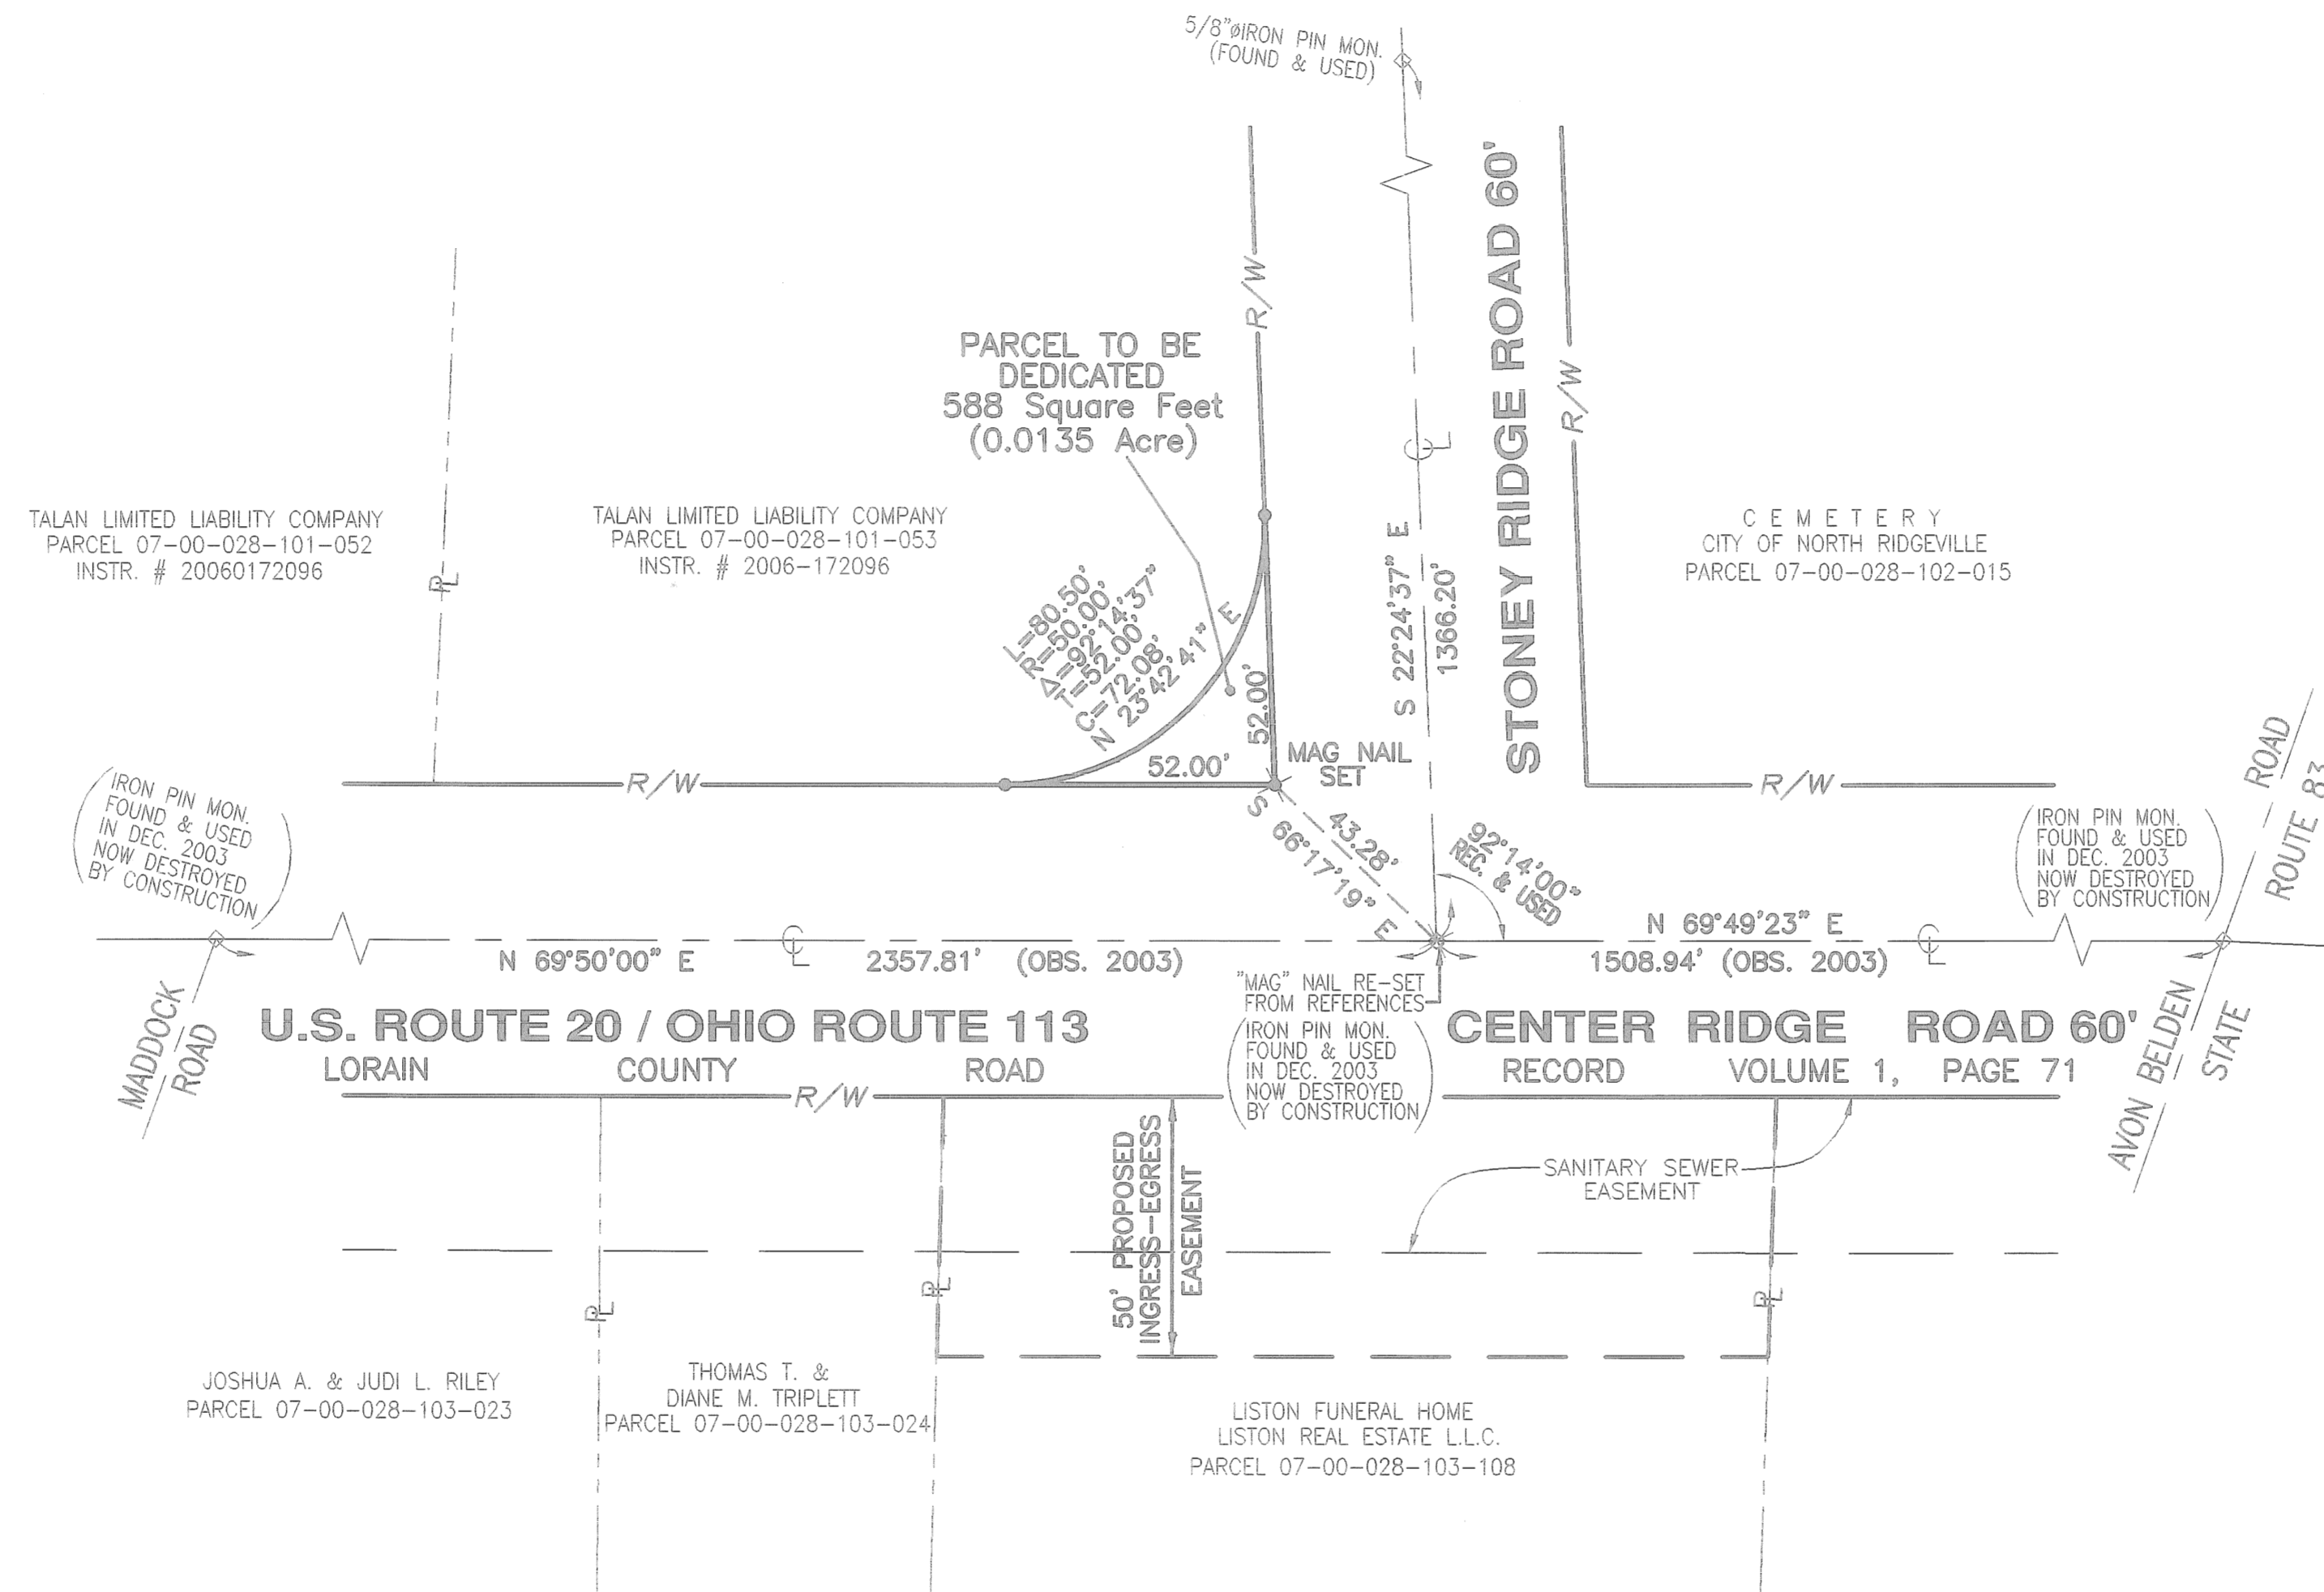 5/8"øIRON PIN MON.
(FOUND & USED)
R/W
STONEY RIDGE ROAD 60'
R/W
PARCEL TO BE
DEDICATED
588 Square Feet
(0.0135 Acre)
CL
S 22°24'37" E
1366.20'
TALAN LIMITED LIABILITY COMPANY
PARCEL 07-00-028-101-052
INSTR. # 20060172096
PL
TALAN LIMITED LIABILITY COMPANY
PARCEL 07-00-028-101-053
INSTR. # 2006-172096
C E M E T E R Y
CITY OF NORTH RIDGEVILLE
PARCEL 07-00-028-102-015
L=80.50'
R=50.00'
Δ=92°14'37"
T=52.00'
C=72.08'
N 23°42'41" E
52.00'
52.00'
MAG NAIL
SET
R/W
R/W
S 66°17'19" E
43.28'
92°14'00"
REC. & USED
(IRON PIN MON.
FOUND & USED
IN DEC. 2003
NOW DESTROYED
BY CONSTRUCTION)
(IRON PIN MON.
FOUND & USED
IN DEC. 2003
NOW DESTROYED
BY CONSTRUCTION)
ROAD
ROUTE 83
N 69°50'00" E
CL
2357.81' (OBS. 2003)
N 69°49'23" E
1508.94' (OBS. 2003)
CL
"MAG" NAIL RE-SET
FROM REFERENCES
(IRON PIN MON.
FOUND & USED
IN DEC. 2003
NOW DESTROYED
BY CONSTRUCTION)
MADDOCK
ROAD
U.S. ROUTE 20 / OHIO ROUTE 113
CENTER RIDGE ROAD 60'
LORAIN COUNTY ROAD RECORD VOLUME 1, PAGE 71
AVON BELDEN
STATE
R/W
50' PROPOSED
INGRESS-EGRESS
EASEMENT
SANITARY SEWER
EASEMENT
PL
PL
PL
JOSHUA A. & JUDI L. RILEY
PARCEL 07-00-028-103-023
THOMAS T. &
DIANE M. TRIPLETT
PARCEL 07-00-028-103-024
LISTON FUNERAL HOME
LISTON REAL ESTATE L.L.C.
PARCEL 07-00-028-103-108